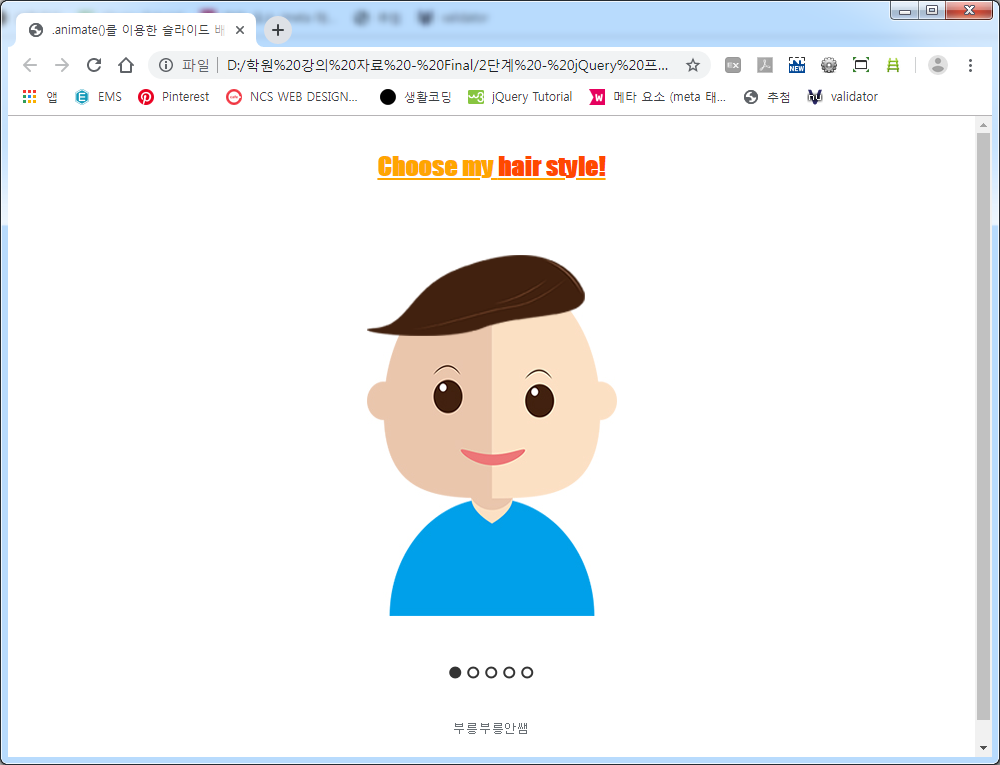 .animate()를 이용한 슬라이드 배
파일 D:/학원%20강의%20자료%20-%20Final/2단계%20-%20jQuery%20프...
NEW
앱 EMS Pinterest NCS WEB DESIGN... 생활코딩 jQuery Tutorial 메타 요소 (meta 태... 추첨 validator
Choose my hair style!
부릉부릉안쌤